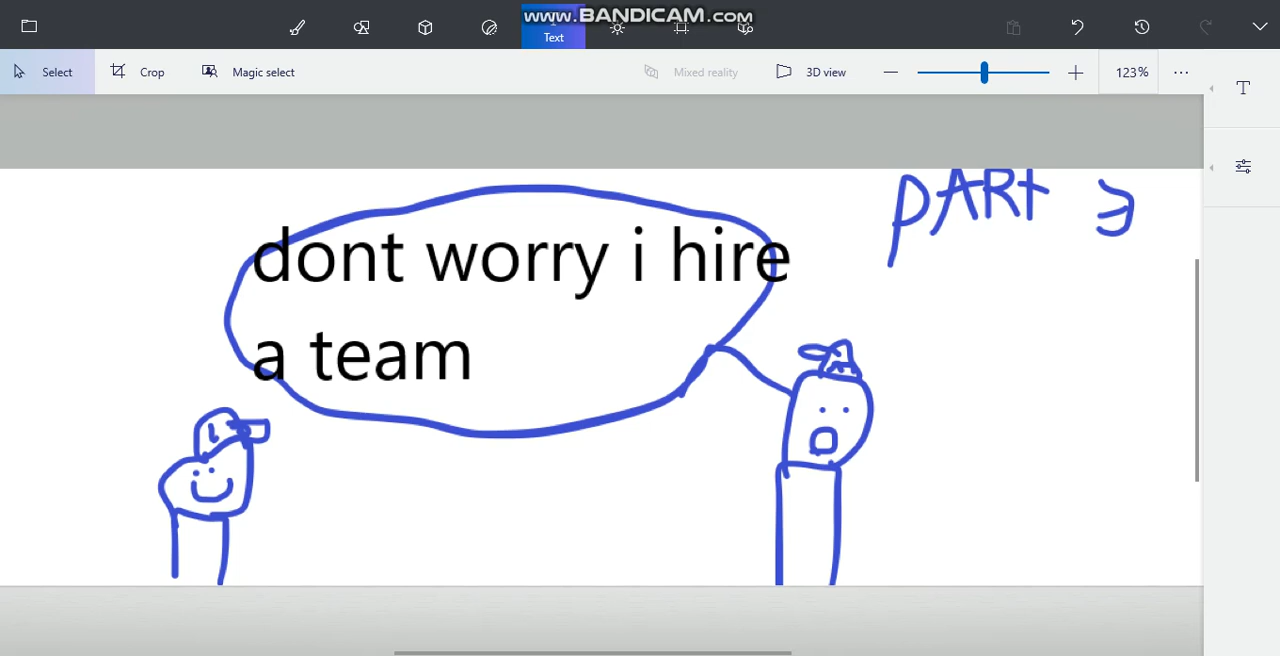 www.BANDICAM.com
Text
Select
Crop
Magic select
Mixed reality
3D view
123%
PART 3
dont worry i hire
a team